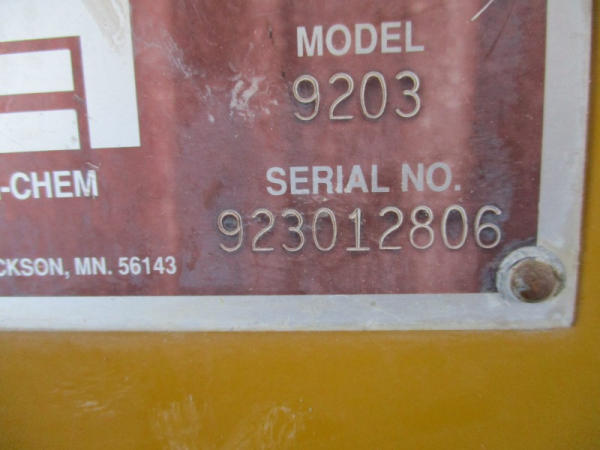 MODEL
9203
-CHEM
SERIAL NO.
923012806
CKSON, MN. 56143